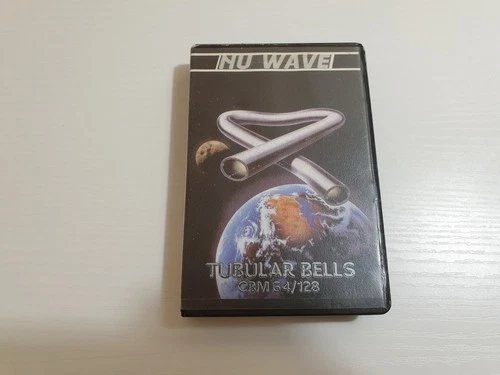 NU WAVE
TUBULAR BELLS
CBM 64/128